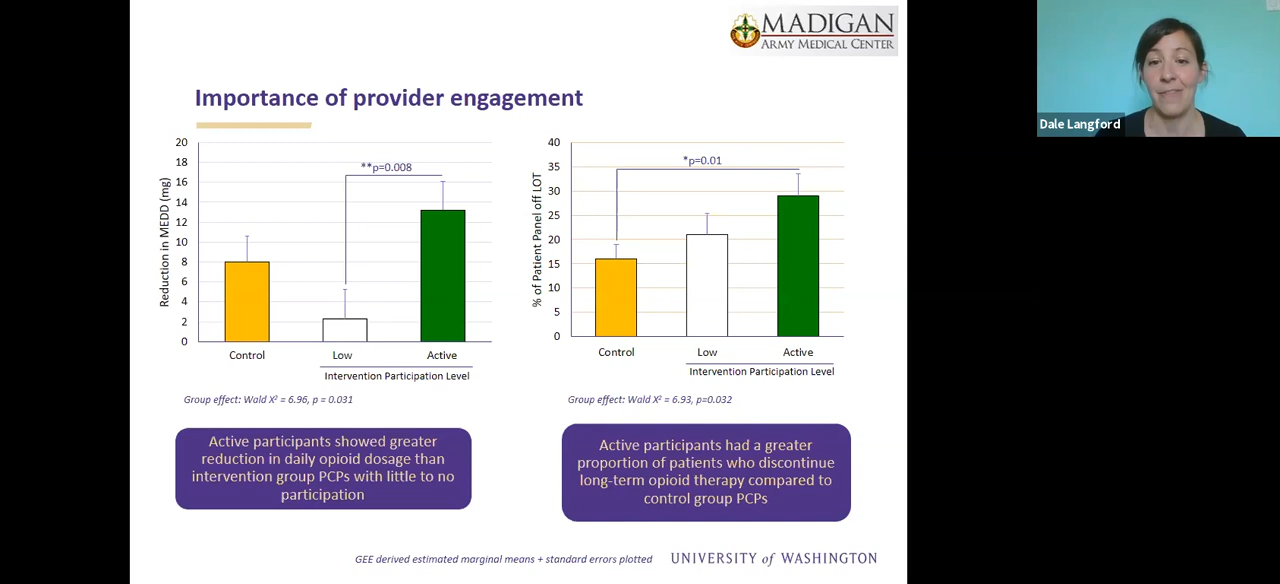 MADIGAN
ARMY MEDICAL CENTER
Dale Langford
Importance of provider engagement
Reduction in MEDD (mg)
20
18
16
14
12
10
8
6
4
2
0
**p=0.008
Control
Low
Active
Intervention Participation Level
Group effect: Wald X² = 6.96, p = 0.031
% of Patient Panel off LOT
40
35
30
25
20
15
10
5
0
*p=0.01
Control
Low
Active
Intervention Participation Level
Group effect: Wald X² = 6.93, p=0.032
Active participants showed greater
reduction in daily opioid dosage than
intervention group PCPs with little to no
participation
Active participants had a greater
proportion of patients who discontinue
long-term opioid therapy compared to
control group PCPs
GEE derived estimated marginal means + standard errors plotted
UNIVERSITY of WASHINGTON